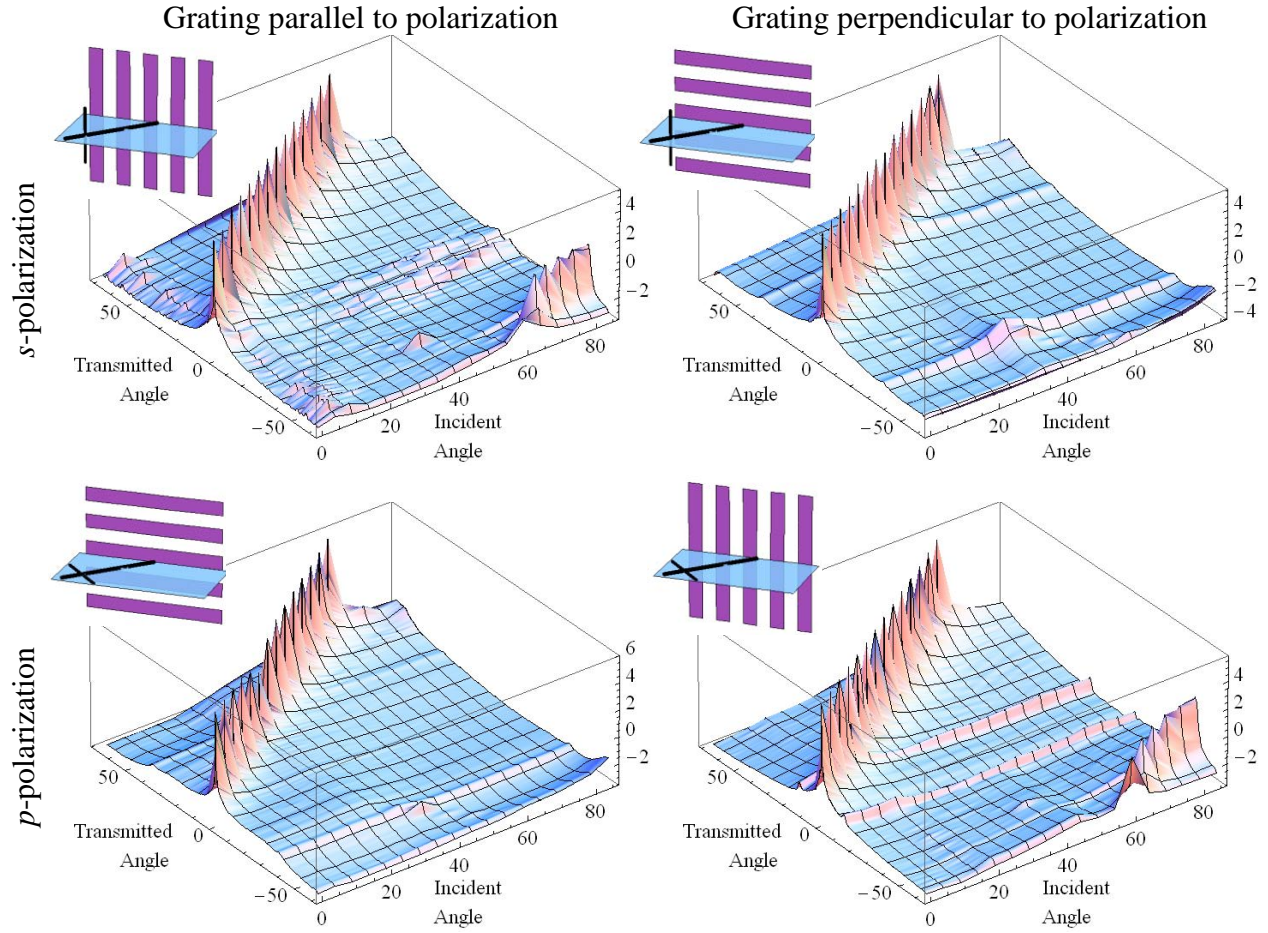 Grating parallel to polarization
Grating perpendicular to polarization
s-polarization
50
Transmitted
Angle
0
−50
0
20
40
Incident
Angle
60
80
4
2
0
−2
50
Transmitted
Angle
0
−50
0
20
40
Incident
Angle
60
80
4
2
0
−2
−4
p-polarization
50
Transmitted
Angle
0
−50
0
20
40
Incident
Angle
60
80
6
4
2
0
−2
50
Transmitted
Angle
0
−50
0
20
40
Incident
Angle
60
80
4
2
0
−2